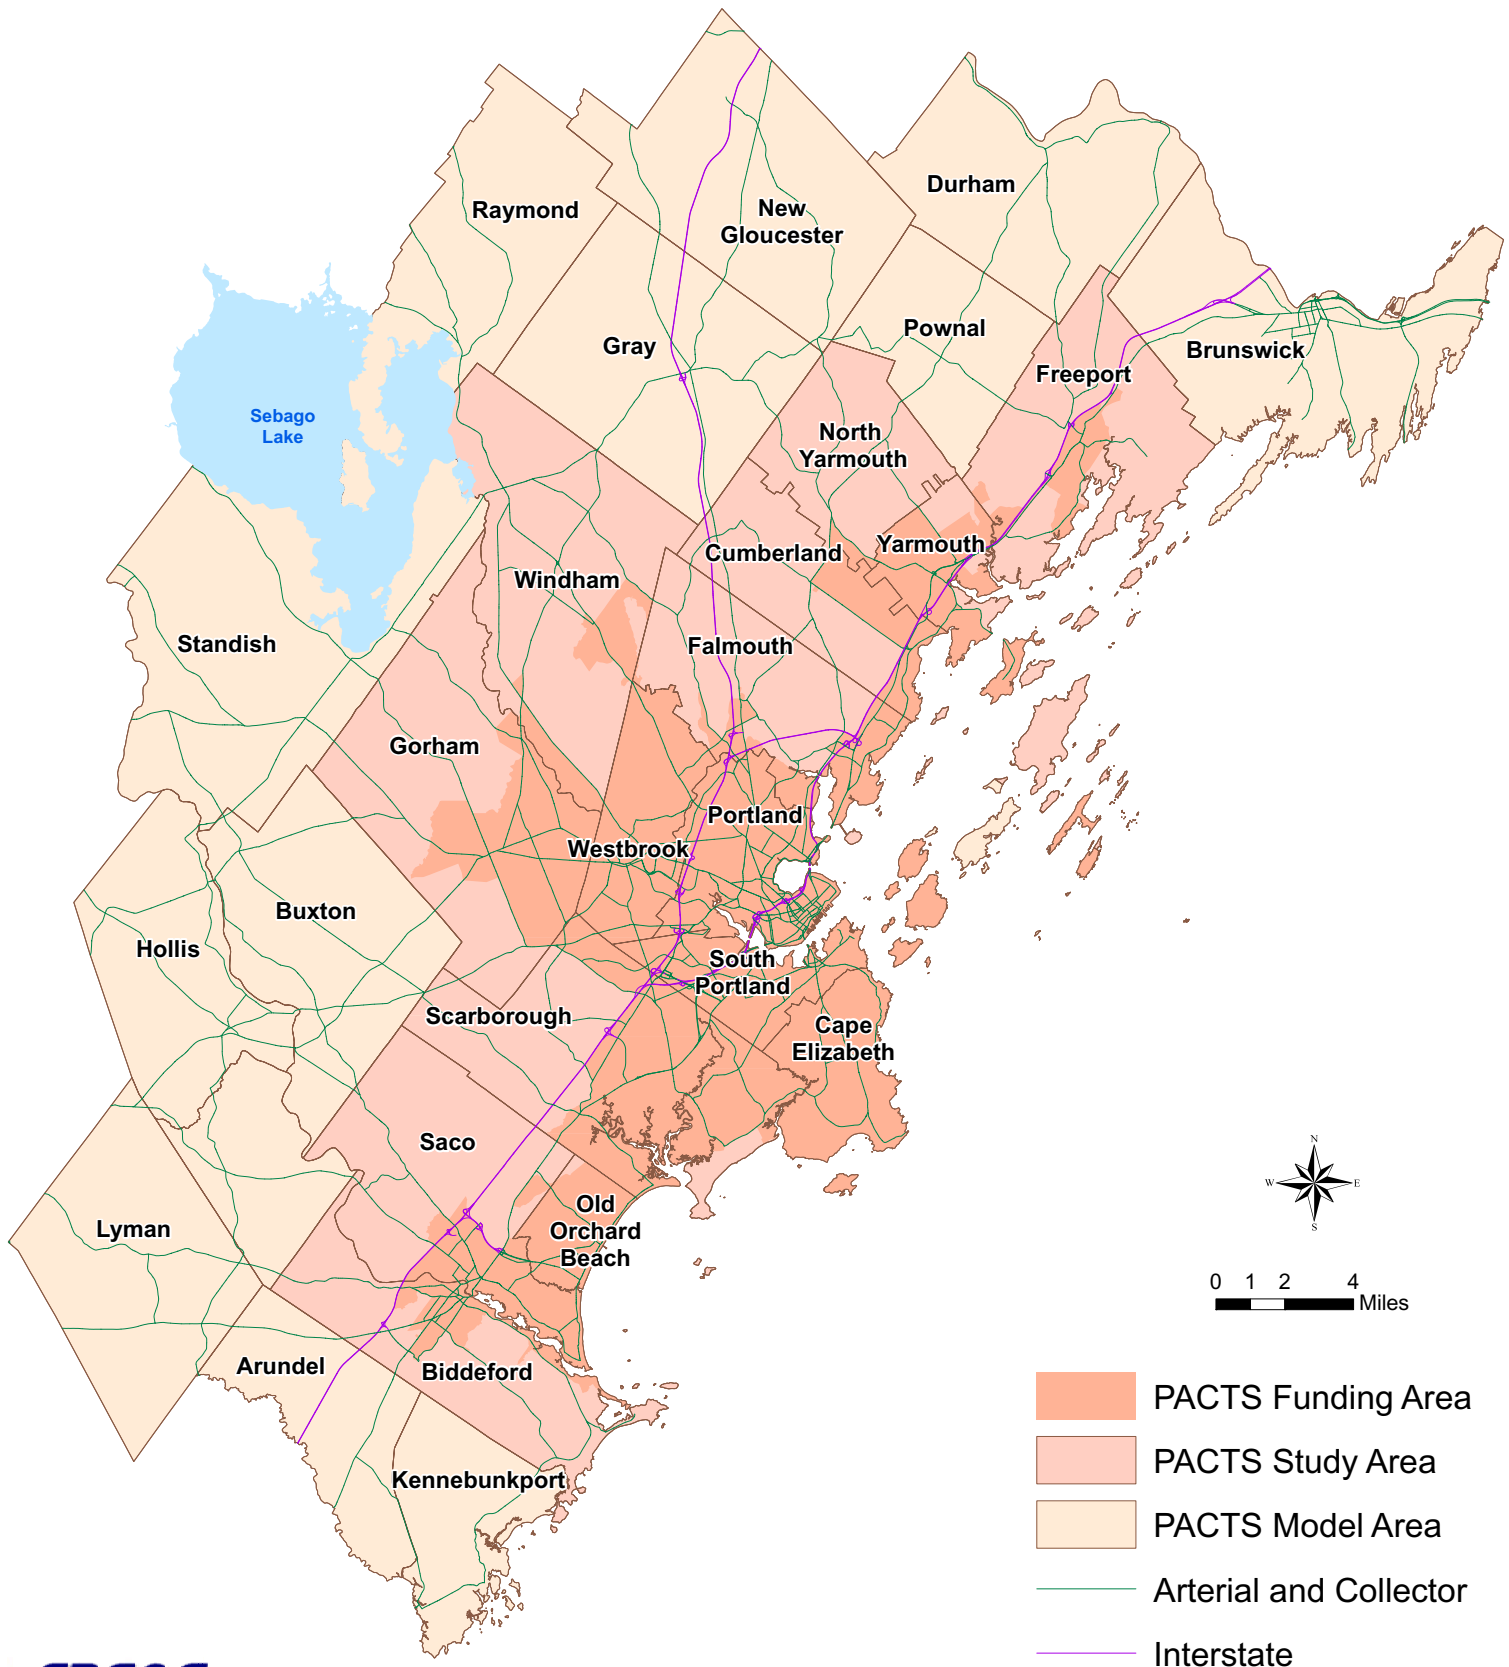 Durham
Raymond
New
Gloucester
Pownal
Gray
Brunswick
Freeport
Sebago
Lake
North
Yarmouth
Yarmouth
Cumberland
Windham
Standish
Falmouth
Gorham
Portland
Westbrook
Buxton
Hollis
South
Portland
Scarborough
Cape
Elizabeth
Saco
N
W E
S
Old
Orchard
Beach
Lyman
0 1 2 4
Miles
Arundel
Biddeford
Kennebunkport
PACTS Funding Area
PACTS Study Area
PACTS Model Area
Arterial and Collector
Interstate